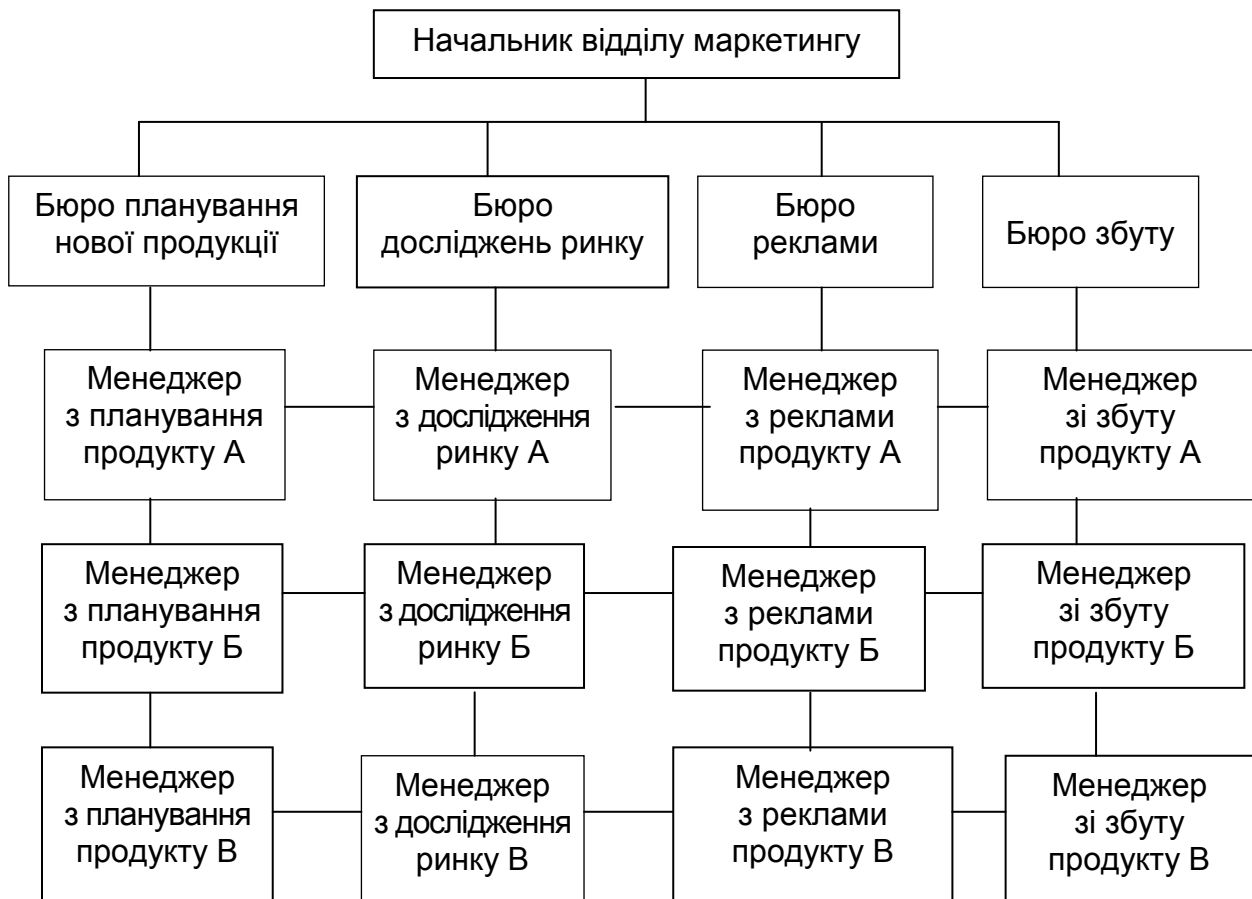 Начальник відділу маркетингу
Бюро планування
нової продукції
Бюро
досліджень ринку
Бюро
реклами
Бюро збуту
Менеджер
з планування
продукту А
Менеджер
з дослідження
ринку А
Менеджер
з реклами
продукту А
Менеджер
зі збуту
продукту А
Менеджер
з планування
продукту Б
Менеджер
з дослідження
ринку Б
Менеджер
з реклами
продукту Б
Менеджер
зі збуту
продукту Б
Менеджер
з планування
продукту В
Менеджер
з дослідження
ринку В
Менеджер
з реклами
продукту В
Менеджер
зі збуту
продукту В